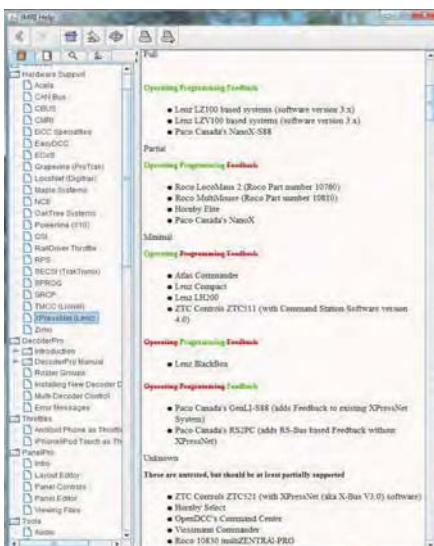 JMRI Help
Hardware Support
Acela
CAN Bus
CBUS
CMRI
DCC Specialties
EasyDCC
ECoS
Grapevine (ProTrak)
LocoNet (Digitrax)
Maple Systems
NCE
OakTree Systems
Powerline (X10)
QSI
RailDriver Throttle
RPS
SECSI (TrakTronix)
SPROG
SRCP
TMCC (Lionel)
XPressNet (Lenz)
Zimo
DecoderPro
Introduction
DecoderPro Manual
Roster Groups
Installing New Decoder D
Multi-Decoder Control
Error Messages
Throttles
Android Phone as Throttle
iPhone/iPod Touch as Th
PanelPro
Intro
Layout Editor
Panel Controls
Panel Editor
Viewing Files
Tools
Audio
Full
Operating Programming Feedback
Lenz LZ100 based systems (software version 3.x)
Lenz LZV100 based systems (software version 3.x)
Paco Canada's NanoX-S88
Partial
Operating Programming Feedback
Roco LocoMaus 2 (Roco Part number 10760)
Roco MultiMouse (Roco Part number 10810)
Hornby Elite
Paco Canada's NanoX
Minimal
Operating Programming Feedback
Atlas Commander
Lenz Compact
Lenz LH200
ZTC Controls ZTC511 (with Command Station Software version
4.0)
Operating Programming Feedback
Lenz BlackBox
Operating Programming Feedback
Paco Canada's GenLI-S88 (adds Feedback to existing XPressNet
System)
Paco Canada's RS2PC (adds RS-Bus based Feedback without
XPressNet)
Unknown
These are untested, but should be at least partially supported
ZTC Controls ZTC521 (with XPressNet (aka X-Bus V3.0) software)
Hornby Select
OpenDCC's Command Center
Viessmann Commander
Roco 10830 multiZENTRAL-PRO